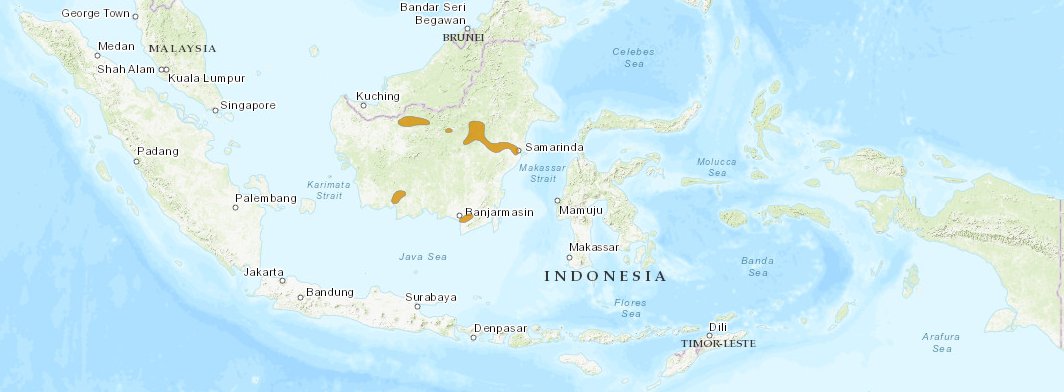 George Town
Bandar Seri
Begawan
BRUNEI
Medan
MALAYSIA
Celebes
Sea
Shah Alam
Kuala Lumpur
Kuching
Singapore
Samarinda
Padang
Makassar
Strait
Molucca
Sea
Karimata
Strait
Palembang
Banjarmasin
Mamuju
Makassar
Java Sea
Banda
Sea
Jakarta
INDONESIA
Bandung
Surabaya
Flores
Sea
Denpasar
Dili
TIMOR-LESTE
Arafura
Sea